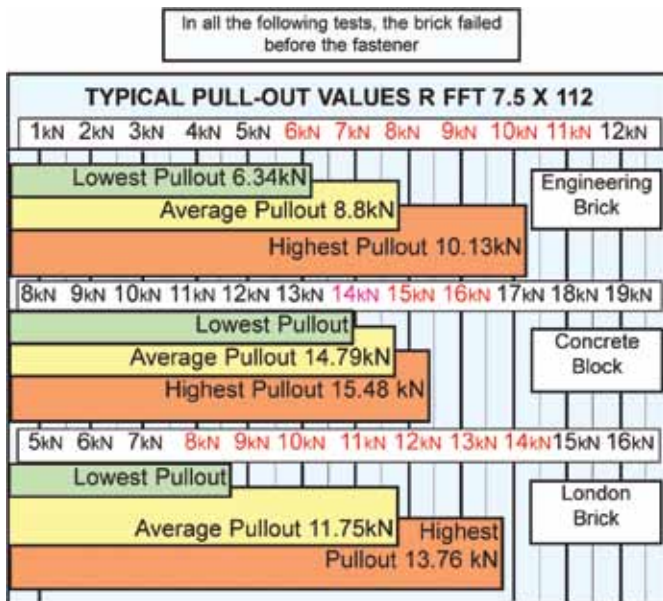 In all the following tests, the brick failed
before the fastener
TYPICAL PULL-OUT VALUES R FFT 7.5 X 112
1kN 2kN 3kN 4kN 5kN 6kN 7kN 8kN 9kN 10kN 11kN 12kN
Lowest Pullout 6.34kN
Average Pullout 8.8kN
Highest Pullout 10.13kN
Engineering
Brick
8kN 9kN 10kN 11kN 12kN 13kN 14kN 15kN 16kN 17kN 18kN 19kN
Lowest Pullout
Average Pullout 14.79kN
Highest Pullout 15.48 kN
Concrete
Block
5kN 6kN 7kN 8kN 9kN 10kN 11kN 12kN 13kN 14kN 15kN 16kN
Lowest Pullout
Average Pullout 11.75kN
Highest
Pullout 13.76 kN
London
Brick